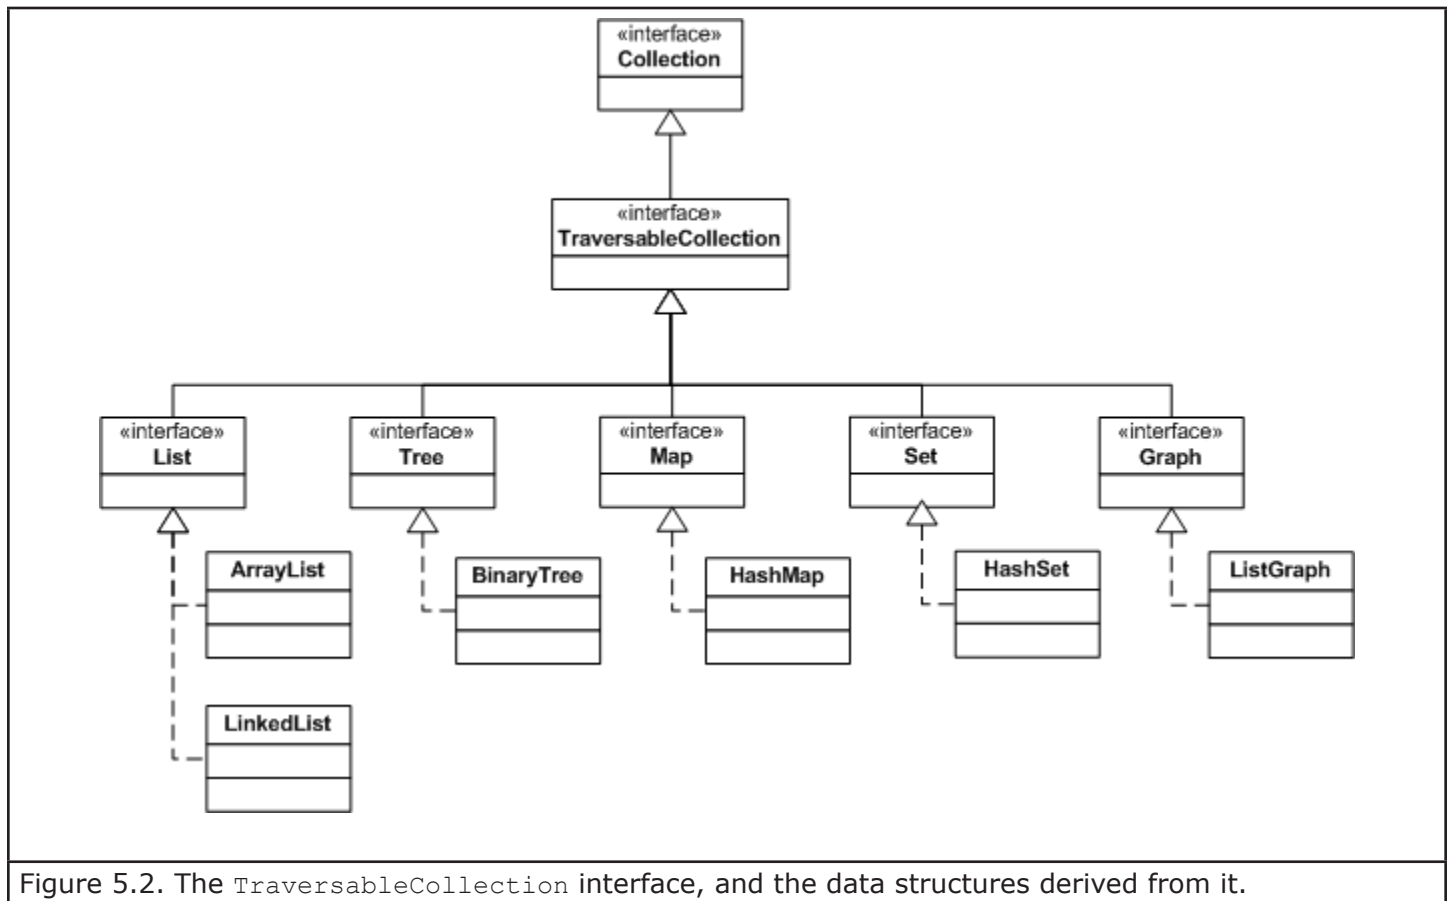 «interface»
Collection
«interface»
TraversableCollection
«interface»
List
«interface»
Tree
«interface»
Map
«interface»
Set
«interface»
Graph
ArrayList
BinaryTree
HashMap
HashSet
ListGraph
LinkedList
Figure 5.2. The TraversableCollection interface, and the data structures derived from it.